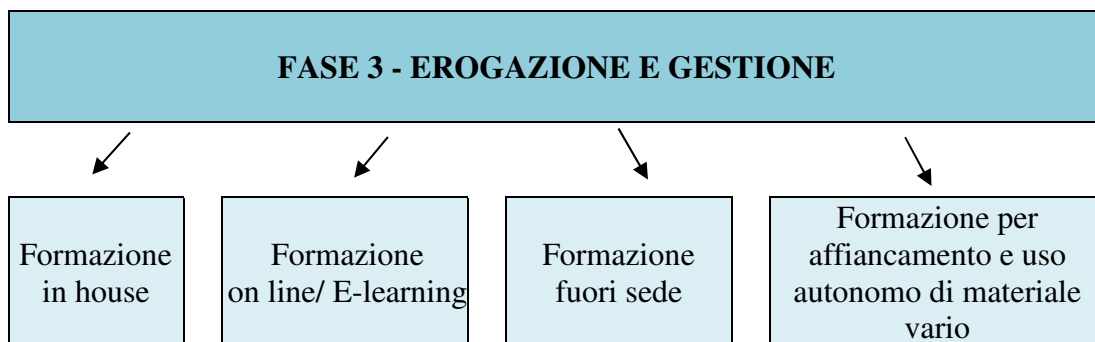 FASE 3 - EROGAZIONE E GESTIONE
Formazione
in house
Formazione
on line/ E-learning
Formazione
fuori sede
Formazione per
affiancamento e uso
autonomo di materiale
vario